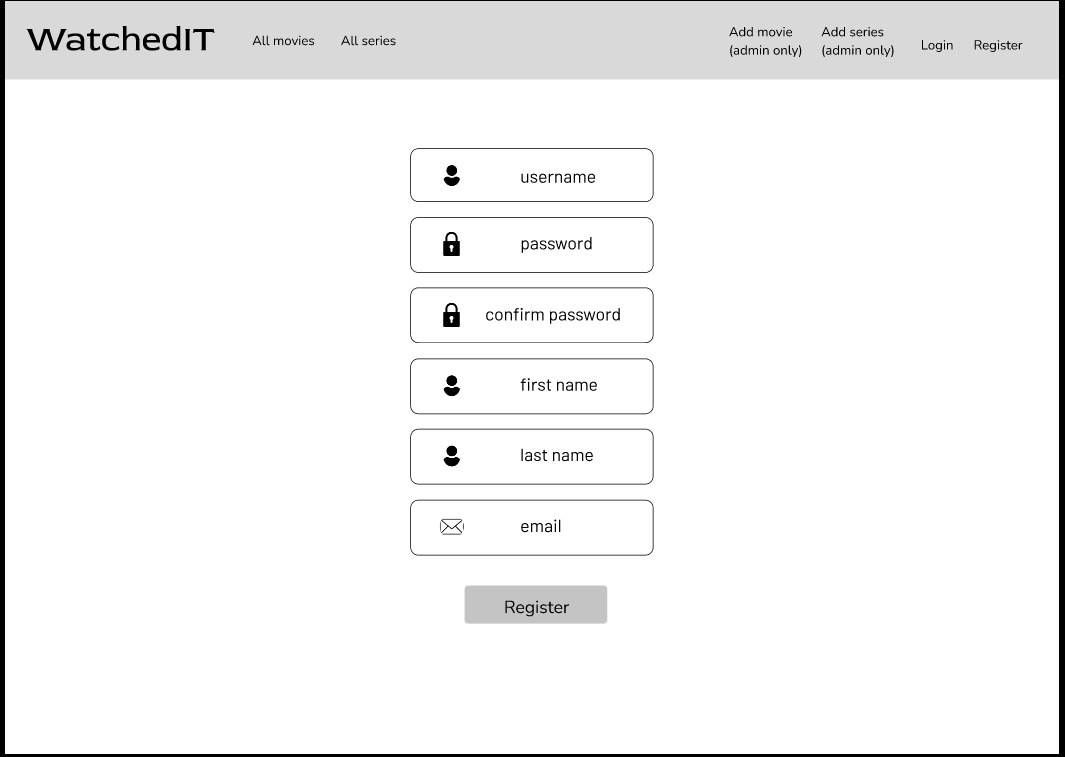 WatchedIT
All movies
All series
Add movie
(admin only)
Add series
(admin only)
Login
Register
username
password
confirm password
first name
last name
email
Register